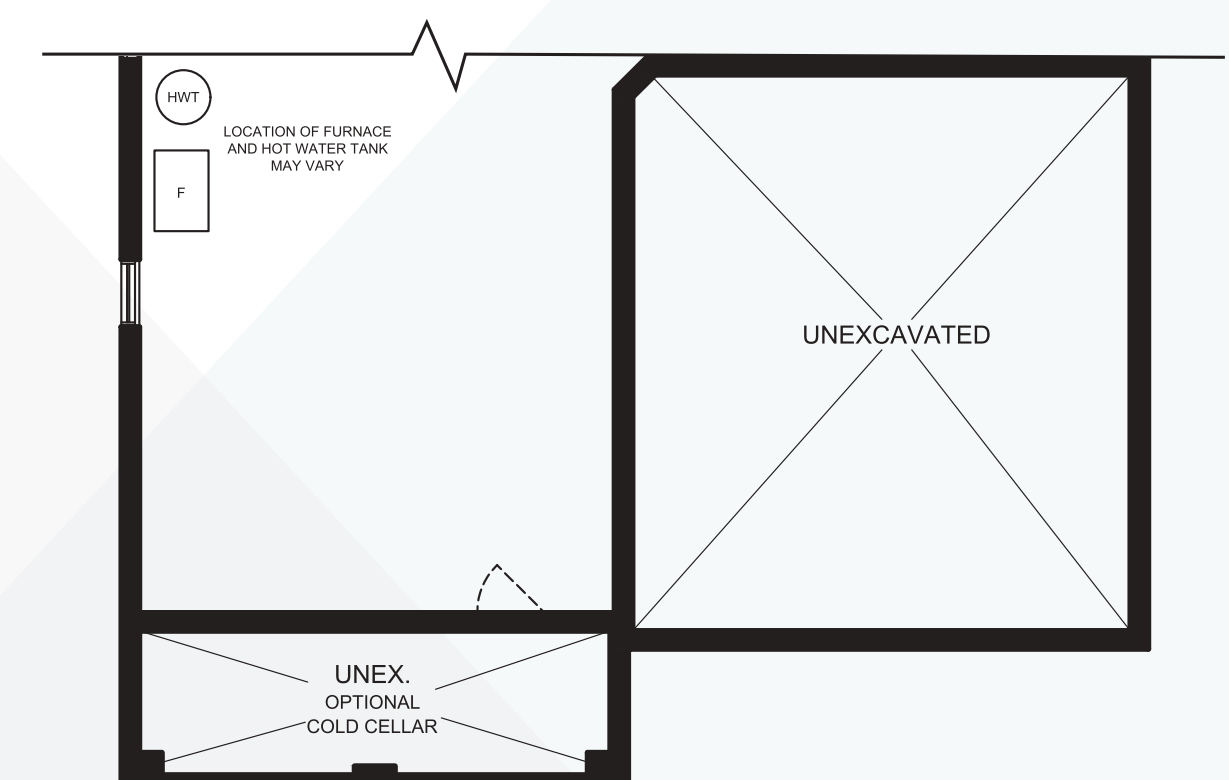 HWT
LOCATION OF FURNACE
AND HOT WATER TANK
MAY VARY
F
UNEXCAVATED
UNEX.
OPTIONAL
COLD CELLAR